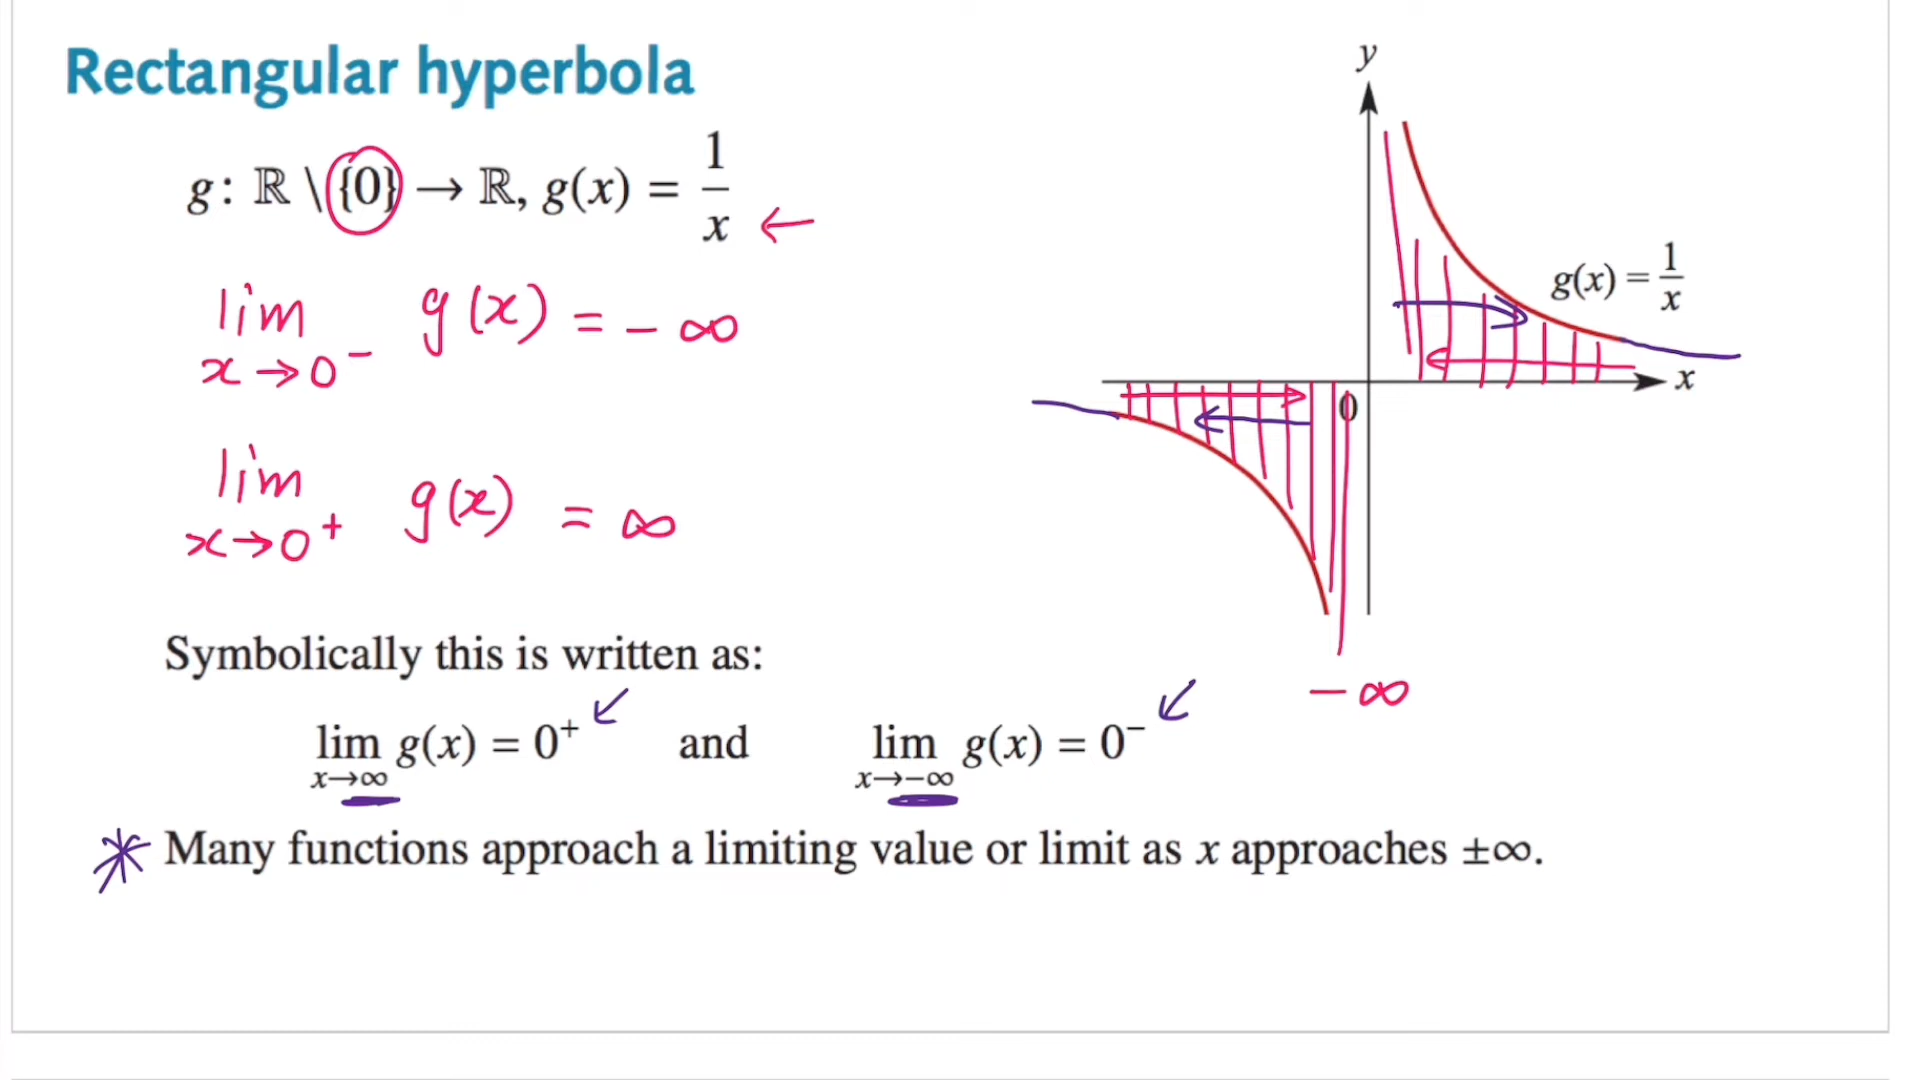 Rectangular hyperbola
g: ℝ \ {0} → ℝ, g(x) = 1/x ←
lim x→0⁻ g(x) = −∞
lim x→0⁺ g(x) = ∞
y
g(x) = 1/x
x
0
−∞
Symbolically this is written as:
lim x→∞ g(x) = 0⁺ and lim x→−∞ g(x) = 0⁻
* Many functions approach a limiting value or limit as x approaches ±∞.